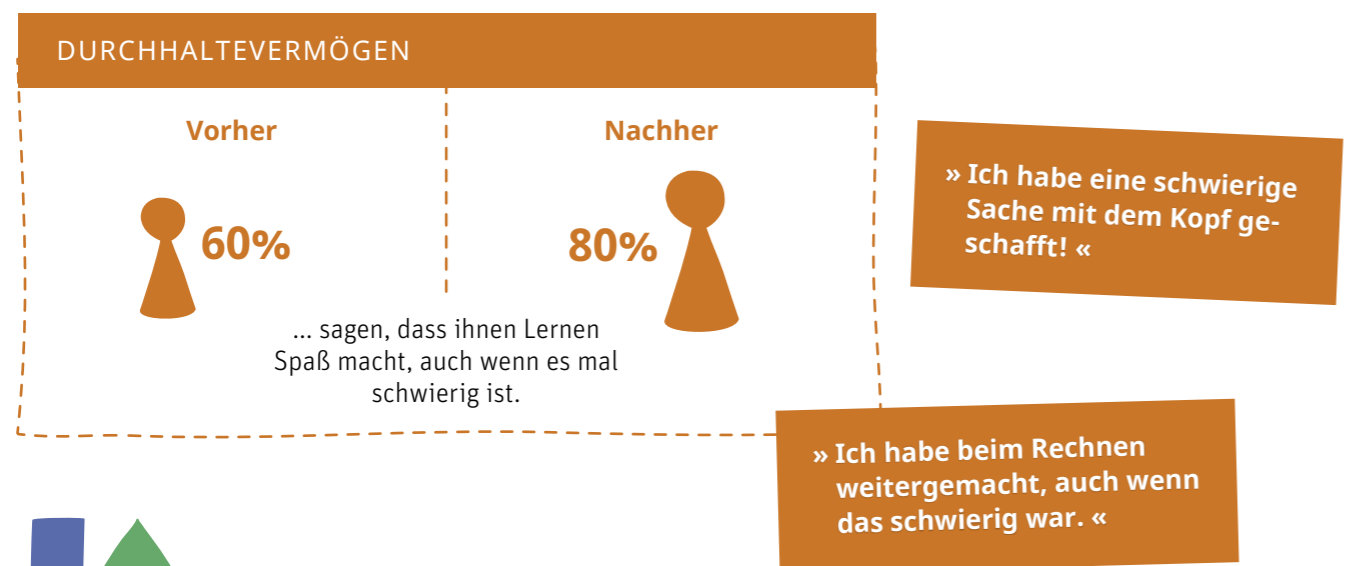 DURCHHALTEVERMÖGEN
Vorher
Nachher
60%
80%
... sagen, dass ihnen Lernen
Spaß macht, auch wenn es mal
schwierig ist.
» Ich habe eine schwierige
Sache mit dem Kopf ge-
schafft! «
» Ich habe beim Rechnen
weitergemacht, auch wenn
das schwierig war. «